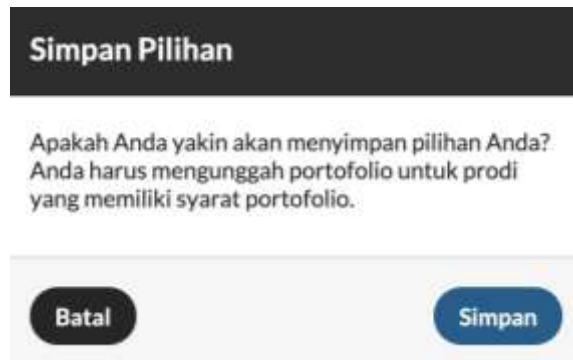 Simpan Pilihan
Apakah Anda yakin akan menyimpan pilihan Anda?
Anda harus mengunggah portofolio untuk prodi
yang memiliki syarat portofolio.
Batal
Simpan